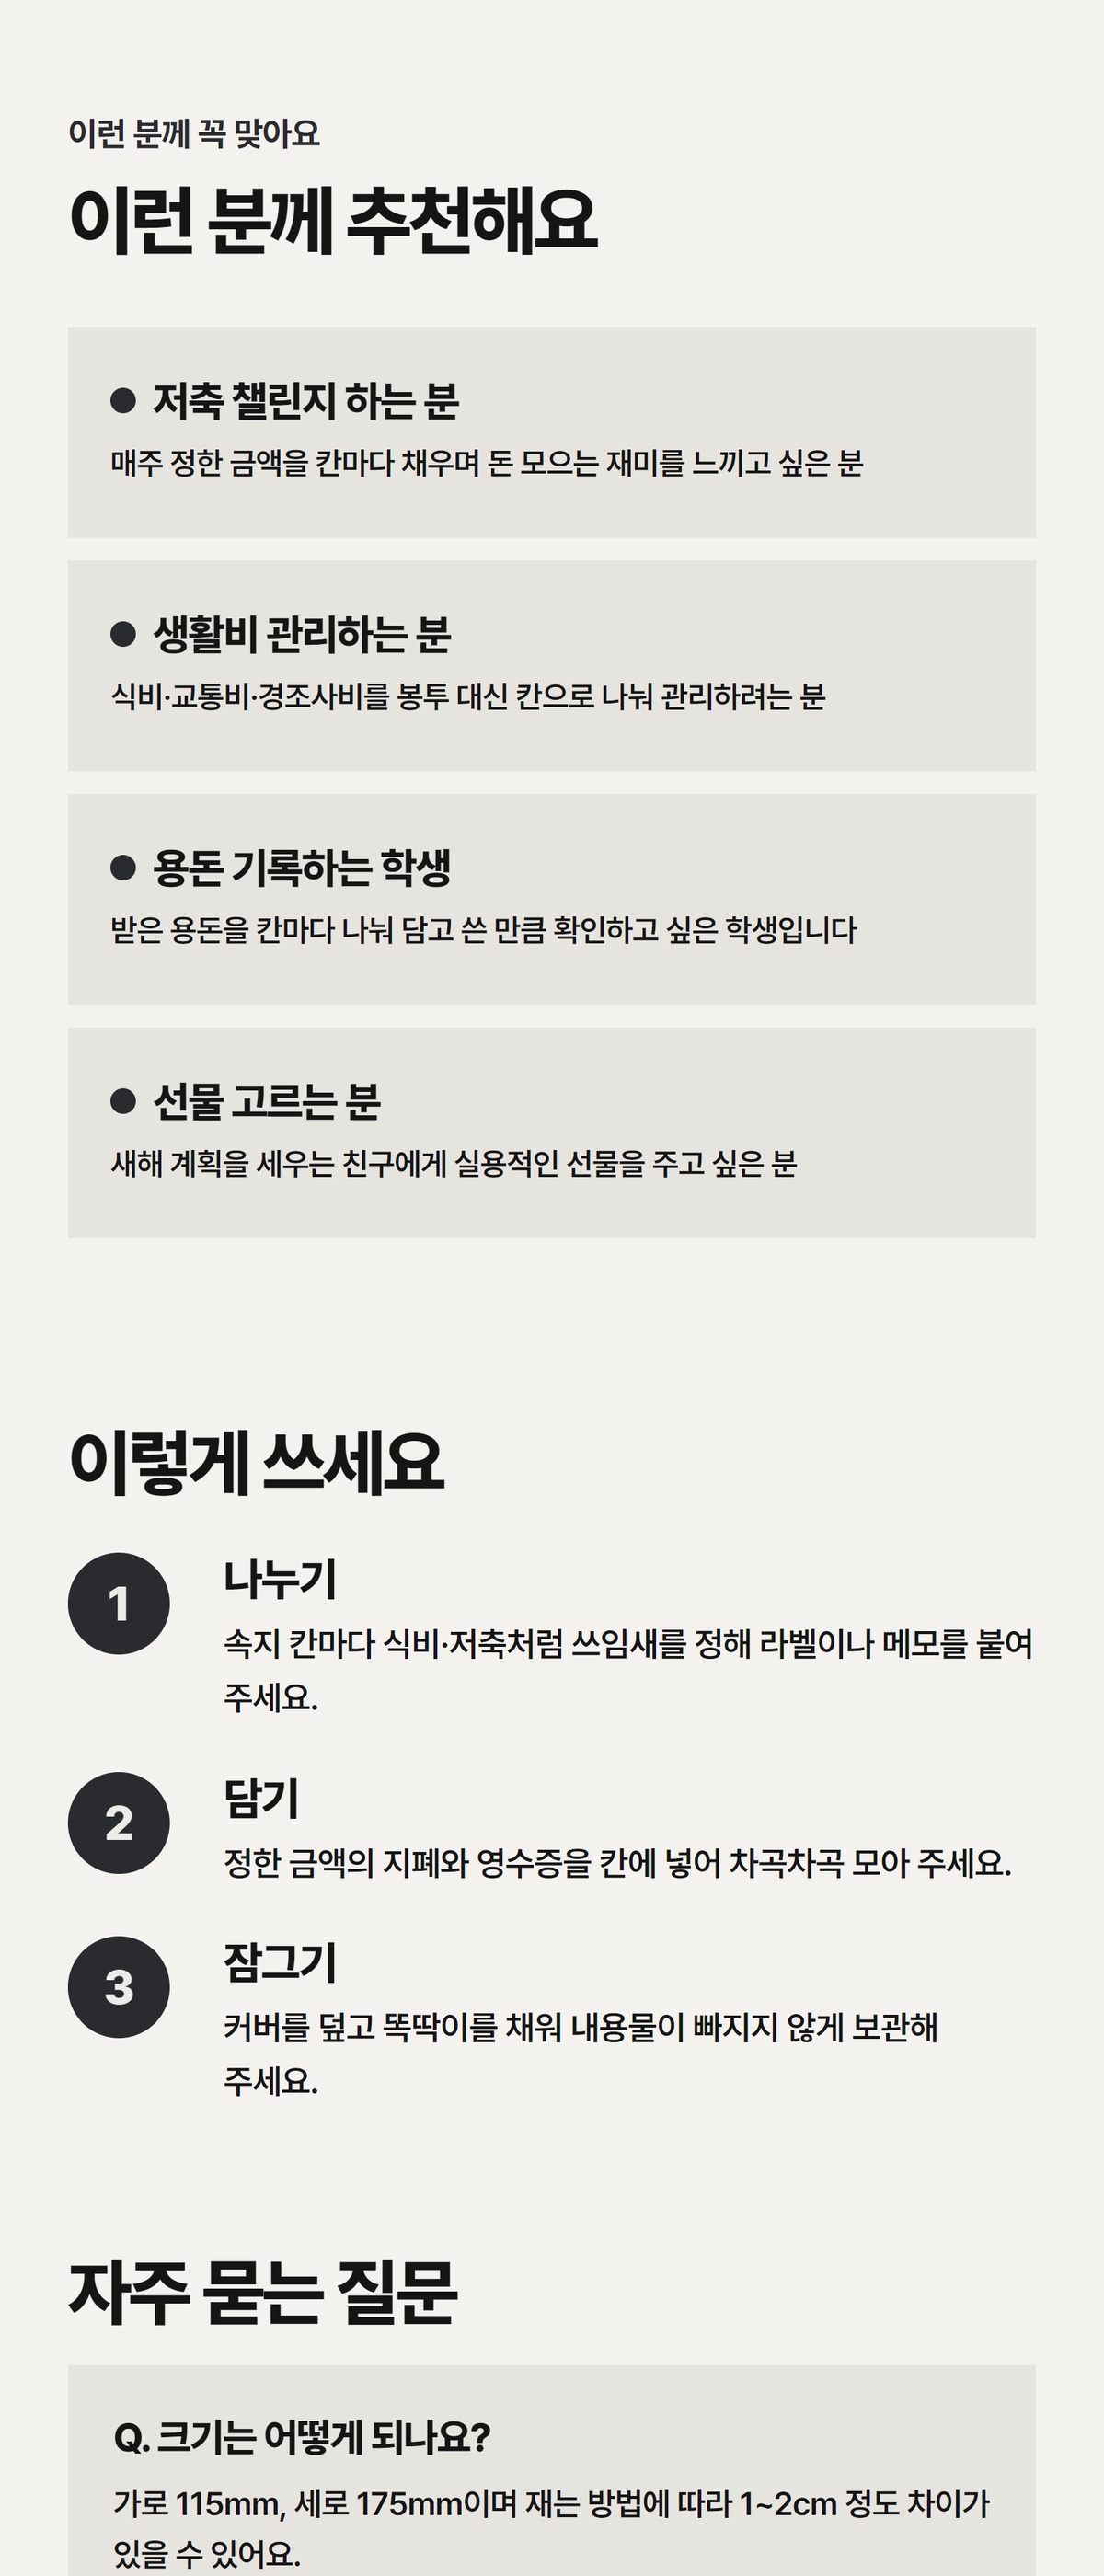 이런 분께 꼭 맞아요
이런 분께 추천해요
저축 챌린지 하는 분
매주 정한 금액을 칸마다 채우며 돈 모으는 재미를 느끼고 싶은 분
생활비 관리하는 분
식비·교통비·경조사비를 봉투 대신 칸으로 나눠 관리하려는 분
용돈 기록하는 학생
받은 용돈을 칸마다 나눠 담고 쓴 만큼 확인하고 싶은 학생입니다
선물 고르는 분
새해 계획을 세우는 친구에게 실용적인 선물을 주고 싶은 분
이렇게 쓰세요
1
나누기
속지 칸마다 식비·저축처럼 쓰임새를 정해 라벨이나 메모를 붙여
주세요.
2
담기
정한 금액의 지폐와 영수증을 칸에 넣어 차곡차곡 모아 주세요.
3
잠그기
커버를 덮고 똑딱이를 채워 내용물이 빠지지 않게 보관해
주세요.
자주 묻는 질문
Q. 크기는 어떻게 되나요?
가로 115mm, 세로 175mm이며 재는 방법에 따라 1~2cm 정도 차이가
있을 수 있어요.